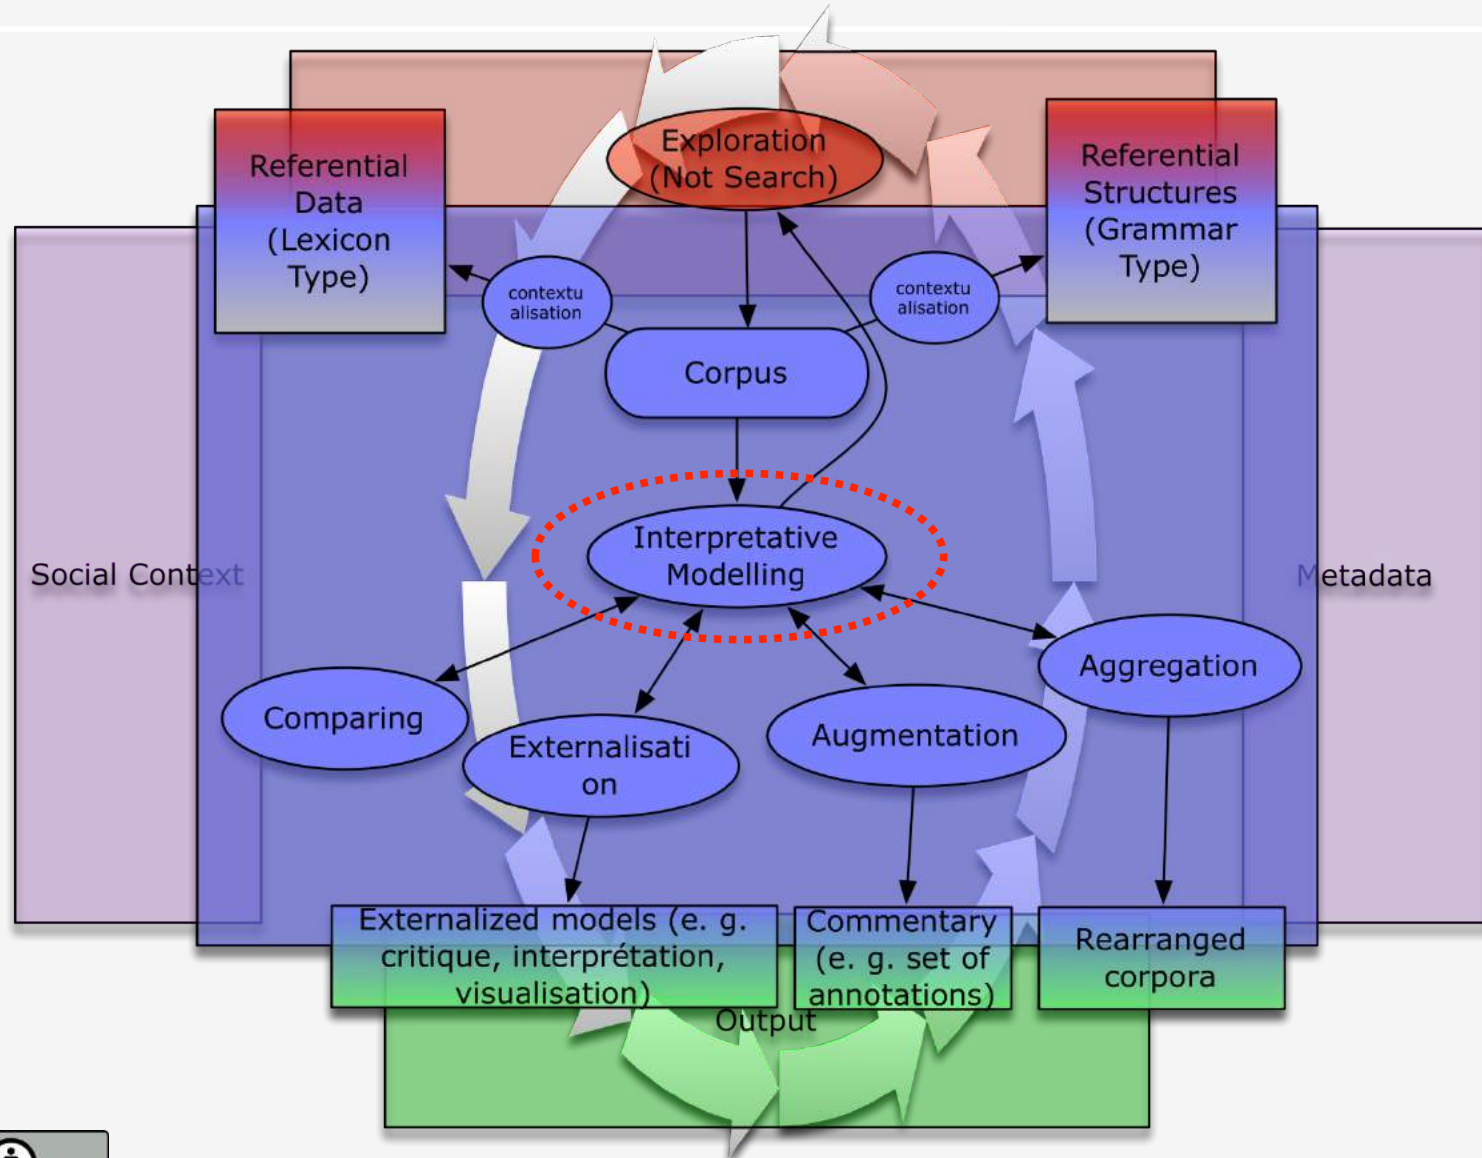 Exploration
(Not Search)
Referential
Data
(Lexicon
Type)
Referential
Structures
(Grammar
Type)
contextu
alisation
contextu
alisation
Corpus
Interpretative
Modelling
Social Context
Metadata
Comparing
Externalisati
on
Augmentation
Aggregation
Externalized models (e. g.
critique, interprétation,
visualisation)
Commentary
(e. g. set of
annotations)
Rearranged
corpora
Output